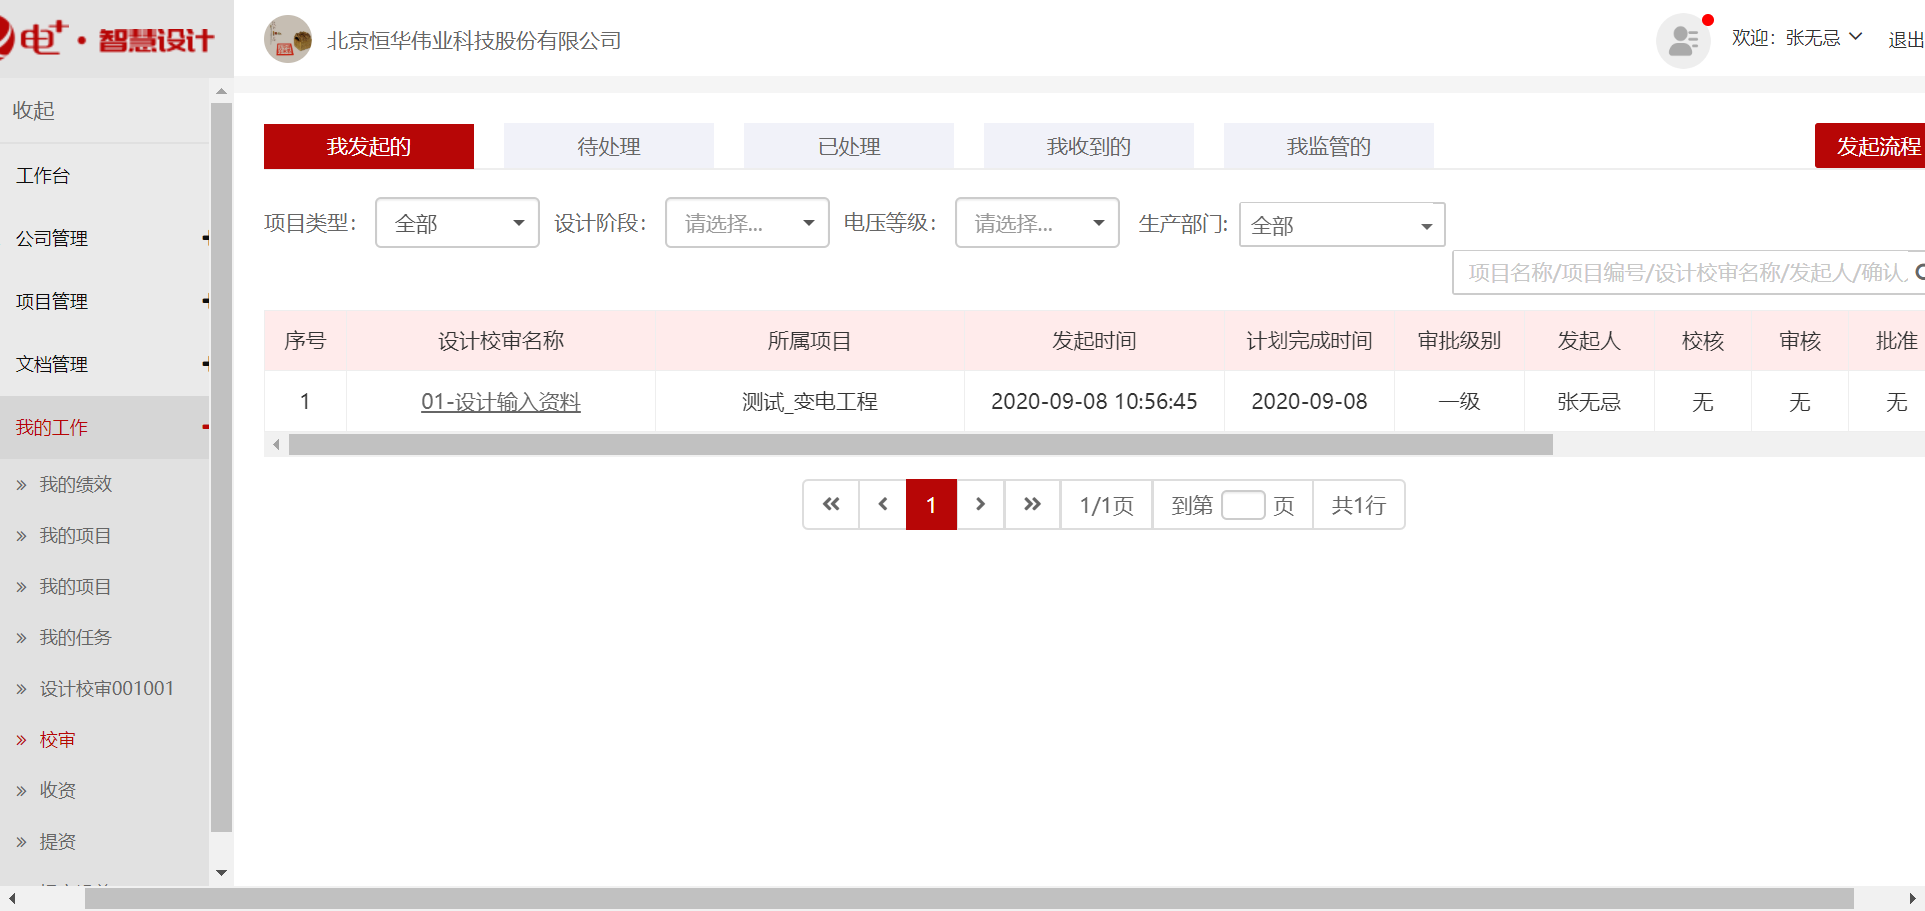 电+·智慧设计
北京恒华伟业科技股份有限公司
欢迎：张无忌
退出
收起
工作台
公司管理
项目管理
文档管理
我的工作
我的绩效
我的项目
我的项目
我的任务
设计校审001001
校审
收资
提资
我发起的 待处理 已处理 我收到的 我监管的 发起流程
项目类型： 全部 设计阶段： 请选择... 电压等级： 请选择... 生产部门: 全部
项目名称/项目编号/设计校审名称/发起人/确认
序号 设计校审名称 所属项目 发起时间 计划完成时间 审批级别 发起人 校核 审核 批准
1 01-设计输入资料 测试_变电工程 2020-09-08 10:56:45 2020-09-08 一级 张无忌 无 无 无
« ‹ 1 › » 1/1页 到第 页 共1行